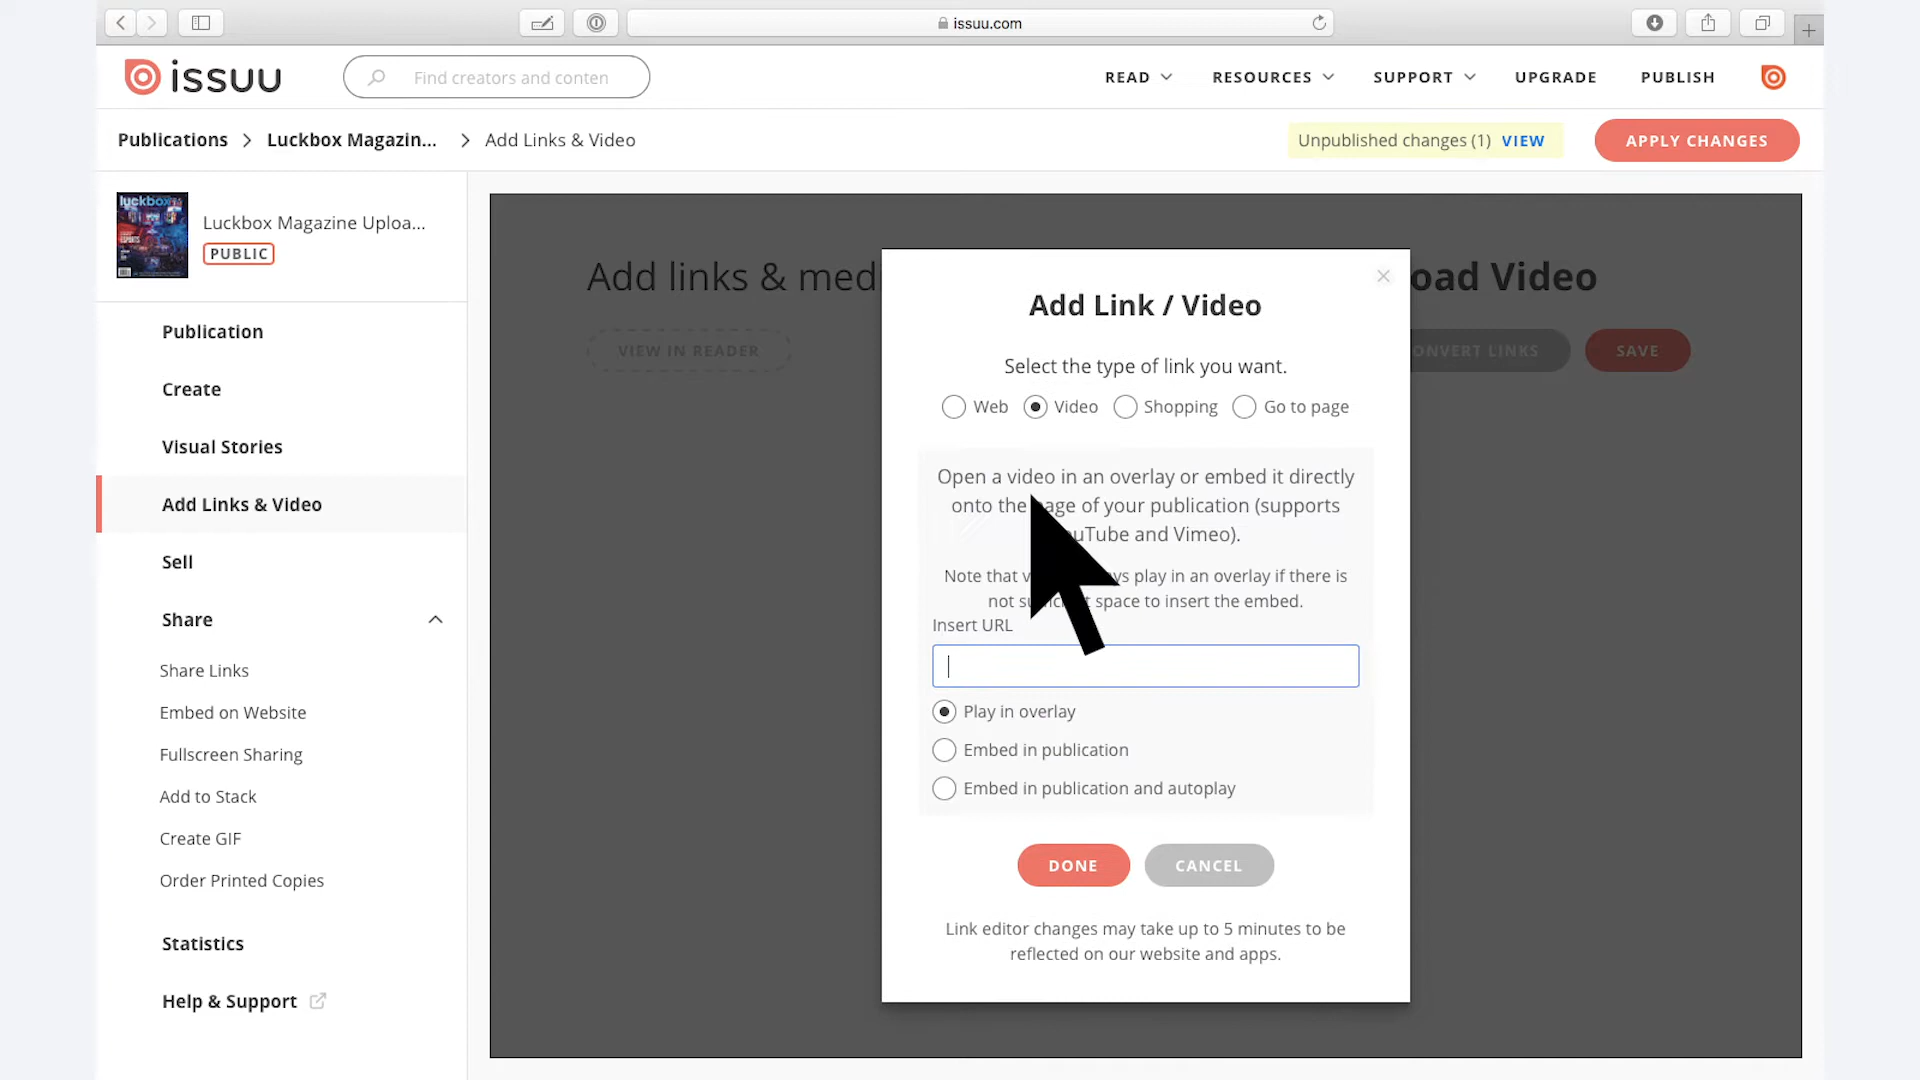 issuu.com
issuu
Find creators and conten
READ RESOURCES SUPPORT UPGRADE PUBLISH
Publications > Luckbox Magazin... > Add Links & Video
Unpublished changes (1) VIEW
APPLY CHANGES
luckbox
Luckbox Magazine Uploa...
PUBLIC
Publication
Create
Visual Stories
Add Links & Video
Sell
Share
Share Links
Embed on Website
Fullscreen Sharing
Add to Stack
Create GIF
Order Printed Copies
Statistics
Help & Support
Add links & med
oad Video
VIEW IN READER
ONVERT LINKS
SAVE
Add Link / Video
Select the type of link you want.
Web Video Shopping Go to page
Open a video in an overlay or embed it directly
onto the page of your publication (supports
uTube and Vimeo).
Note that v ys play in an overlay if there is
not su t space to insert the embed.
Insert URL
Play in overlay
Embed in publication
Embed in publication and autoplay
DONE
CANCEL
Link editor changes may take up to 5 minutes to be
reflected on our website and apps.